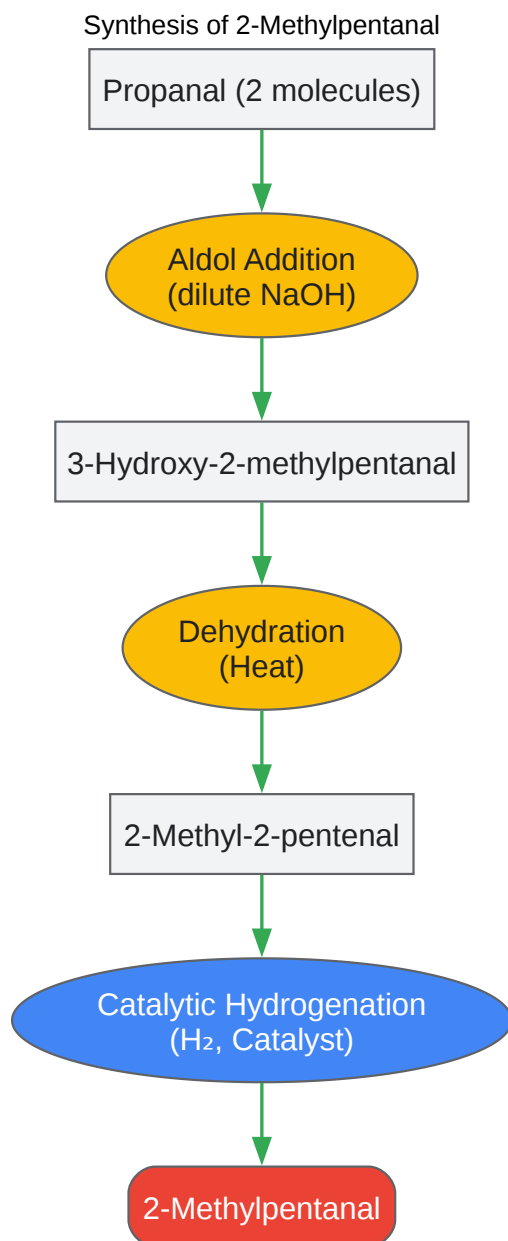 Synthesis of 2-Methylpentanal
Propanal (2 molecules)
Aldol Addition
(dilute NaOH)
3-Hydroxy-2-methylpentanal
Dehydration
(Heat)
2-Methyl-2-pentenal
Catalytic Hydrogenation
(H₂, Catalyst)
2-Methylpentanal